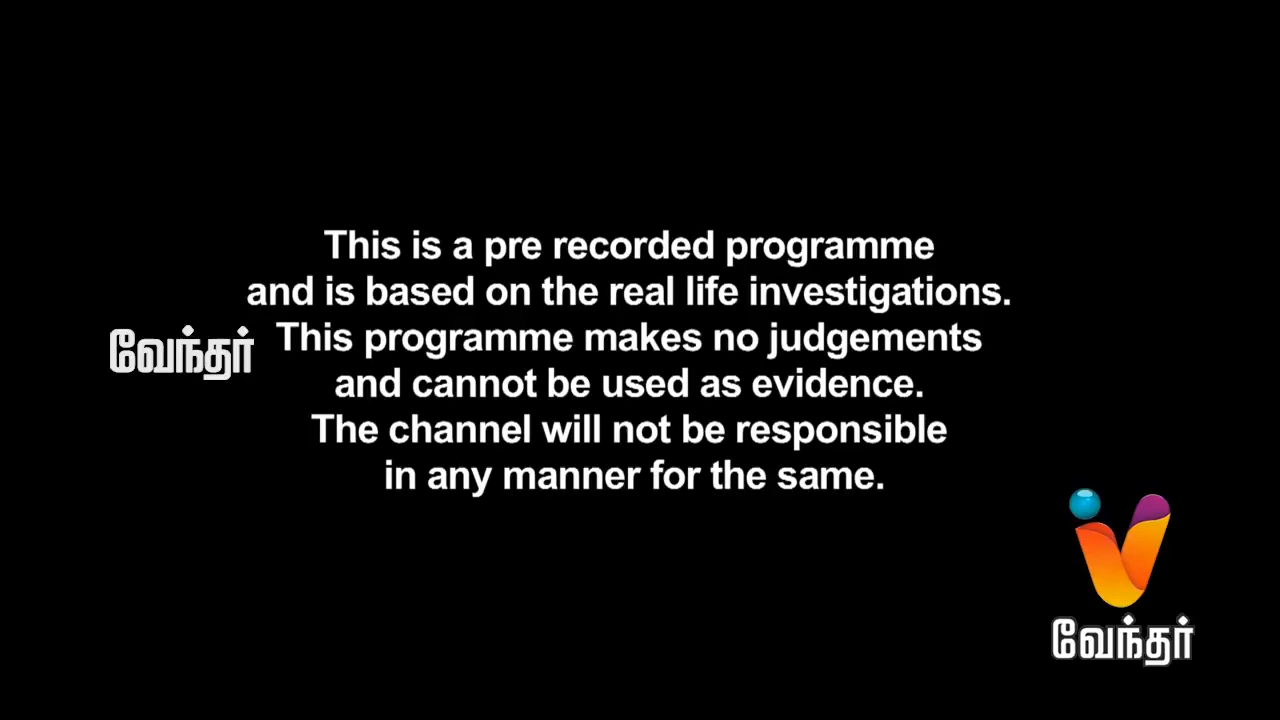 This is a pre recorded programme
and is based on the real life investigations.
வேந்தர்
This programme makes no judgements
and cannot be used as evidence.
The channel will not be responsible
in any manner for the same.
வேந்தர்